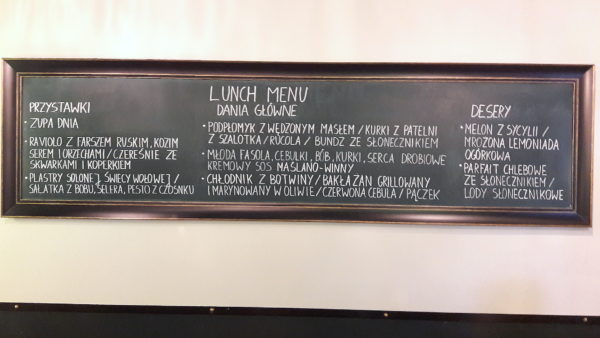 LUNCH MENU
PRZYSTAWKI
• ZUPA DNIA
• RAVIOLO Z FARSZEM RUSKIM, KOZIM
SEREM I ORZECHAMI / CZEREŚNIE ZE
SKWARKAMI I KOPERKIEM
• PLASTRY SOLONEJ ŚWIECY WOŁOWEJ /
SAŁATKA Z BOBU, SELERA, PESTO Z CZOSNKU
DANIA GŁÓWNE
• PODPŁOMYK Z WĘDZONYM MASŁEM / KURKI Z PATELNI
Z SZALOTKĄ / RUCOLA / BUNDZ ZE SŁONECZNIKIEM
• MŁODA FASOLA, CEBULKI, BÓB, KURKI, SERCA DROBIOWE
KREMOWY SOS MAŚLANO-WINNY
• CHŁODNIK Z BOTWINY / BAKŁAŻAN GRILLOWANY
I MARYNOWANY W OLIWIE / CZERWONA CEBULA / PĄCZEK
DESERY
• MELON Z SYCYLII /
MROŻONA LEMONIADA
OGÓRKOWA
• PARFAIT CHLEBOWE
ZE SŁONECZNIKIEM /
LODY SŁONECZNIKOWE